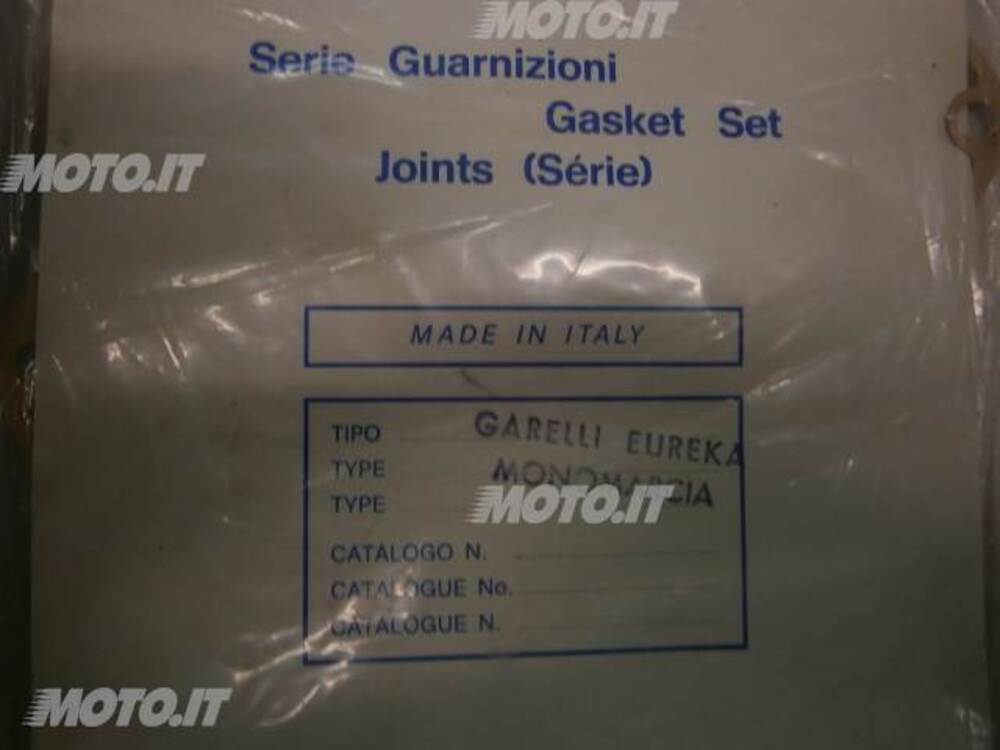 MOTO.IT
Serie Guarnizioni
Gasket Set
Joints (Série)
MOTO.IT
MADE IN ITALY
TIPO GARELLI EUREKA
TYPE MONOMARCIA
TYPE
MOTO.IT
CATALOGO N.
CATALOGUE No.
CATALOGUE N.
MOTO.IT